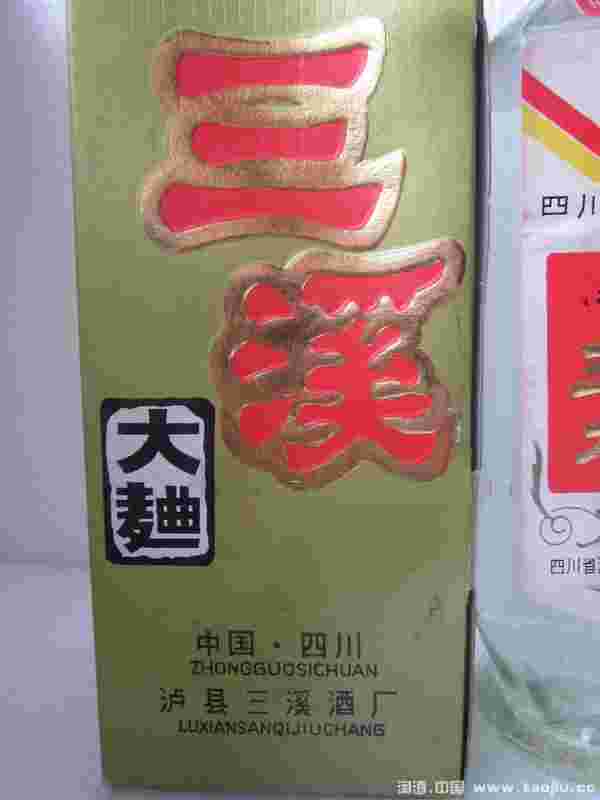 三溪
大麯
中国·四川
ZHONGGUOSICHUAN
泸县三溪酒厂
LUXIANSANQIJIUCHANG
四川
四川省
淘酒.中国 www.taojiu.cc